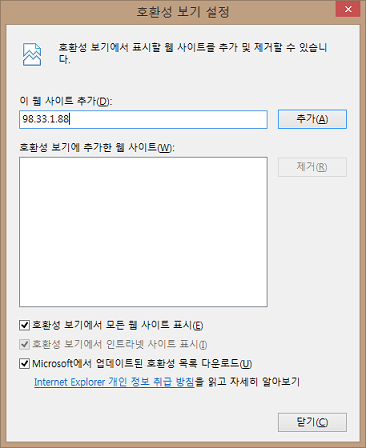 호환성 보기 설정
호환성 보기에서 표시할 웹 사이트를 추가 및 제거할 수 있습니
다.
이 웹 사이트 추가(D):
98.33.1.88
추가(A)
호환성 보기에 추가한 웹 사이트(W):
제거(R)
호환성 보기에서 모든 웹 사이트 표시(E)
호환성 보기에서 인트라넷 사이트 표시(I)
Microsoft에서 업데이트된 호환성 목록 다운로드(U)
Internet Explorer 개인 정보 취급 방침을 읽고 자세히 알아보기
닫기(C)